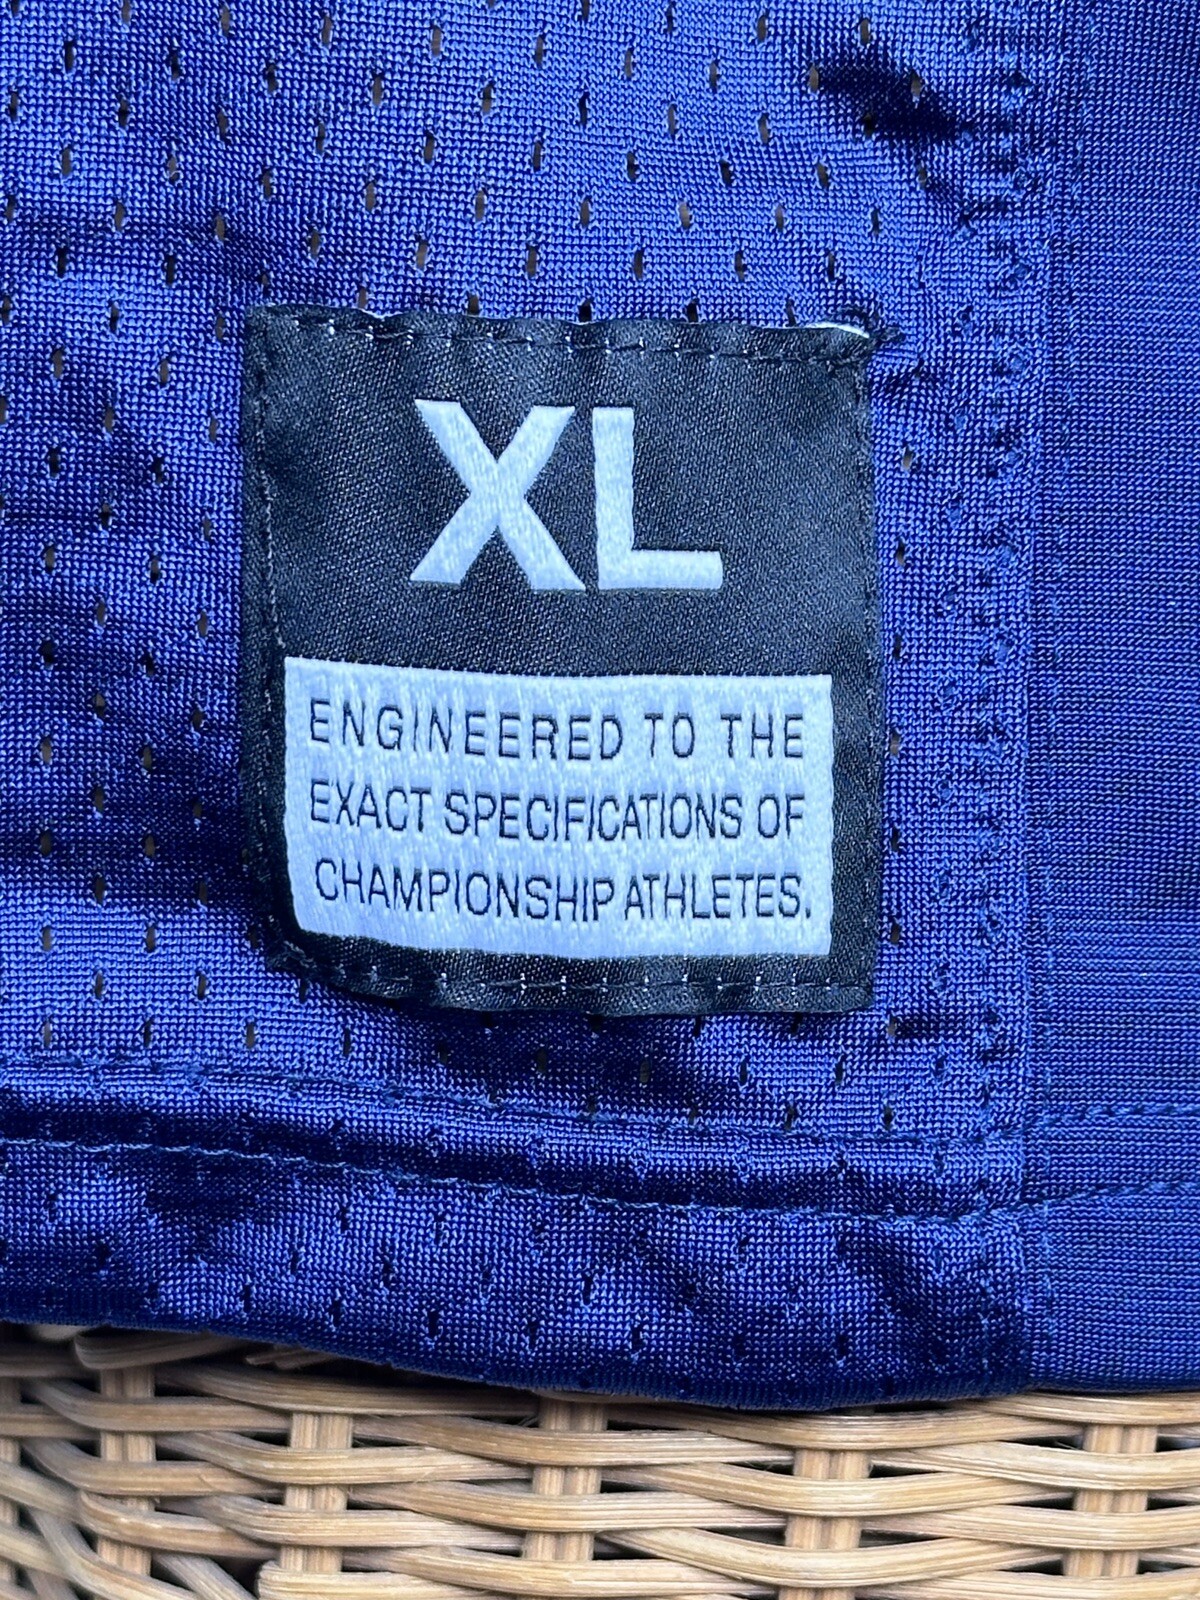 XL
ENGINEERED TO THE
EXACT SPECIFICATIONS OF
CHAMPIONSHIP ATHLETES.